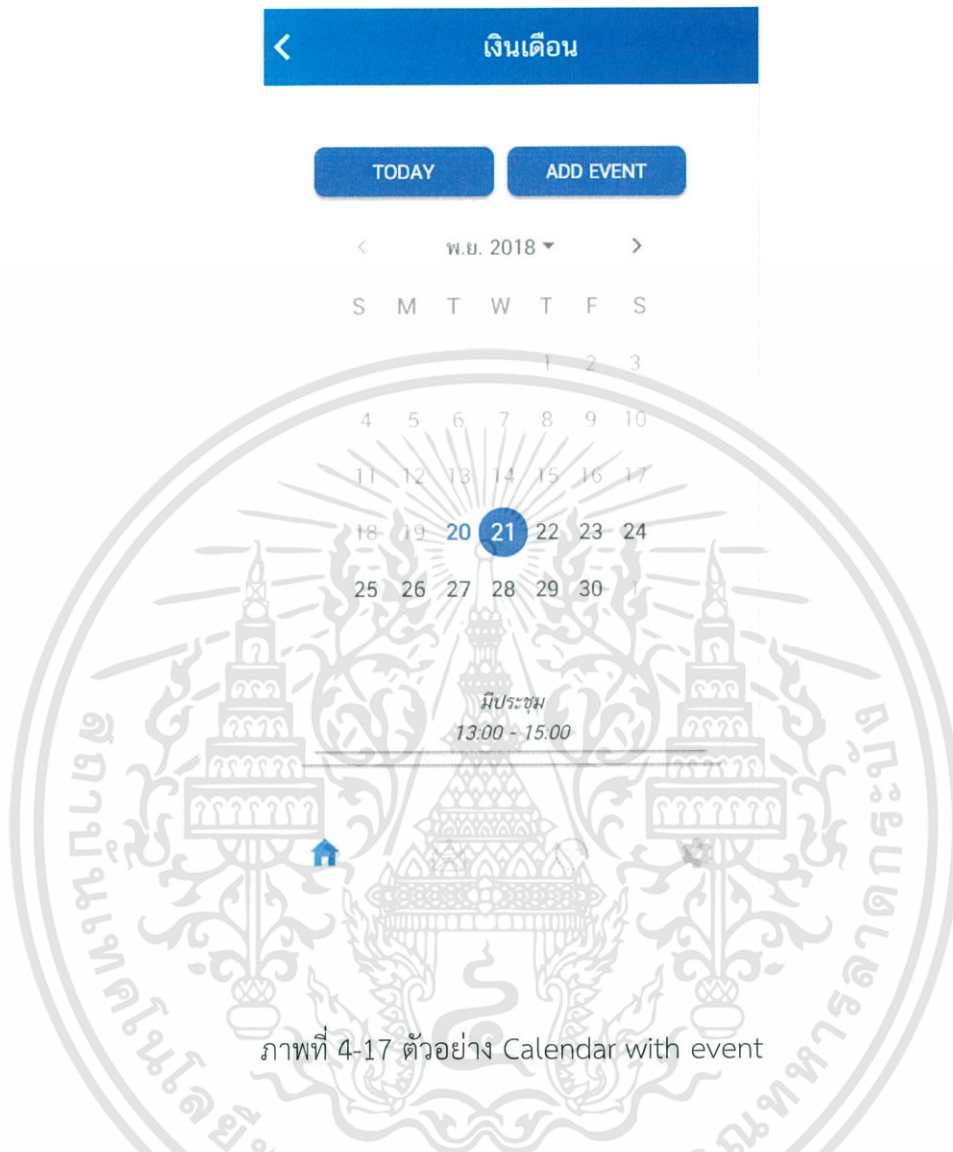 เงินเดือน
TODAY ADD EVENT
พ.ย. 2018
S M T W T F S
1 2 3
4 5 6 7 8 9 10
11 12 13 14 15 16 17
18 19 20 21 22 23 24
25 26 27 28 29 30 1
มีประชุม
13:00 - 15:00
ภาพที่ 4-17 ตัวอย่าง Calendar with event